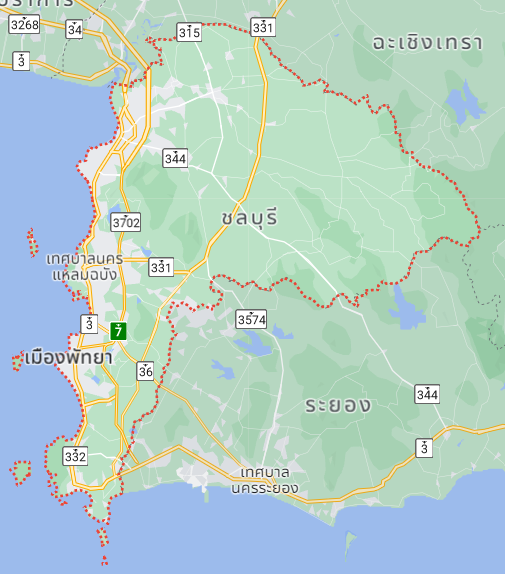 ปราการ
3268
34
315
331
3
ฉะเชิงเทรา
344
3702
ชลบุรี
เทศบาลนคร
แหลมฉบัง
331
3
7
3574
เมืองพัทยา
36
344
ระยอง
3
332
เทศบาล
นครระยอง